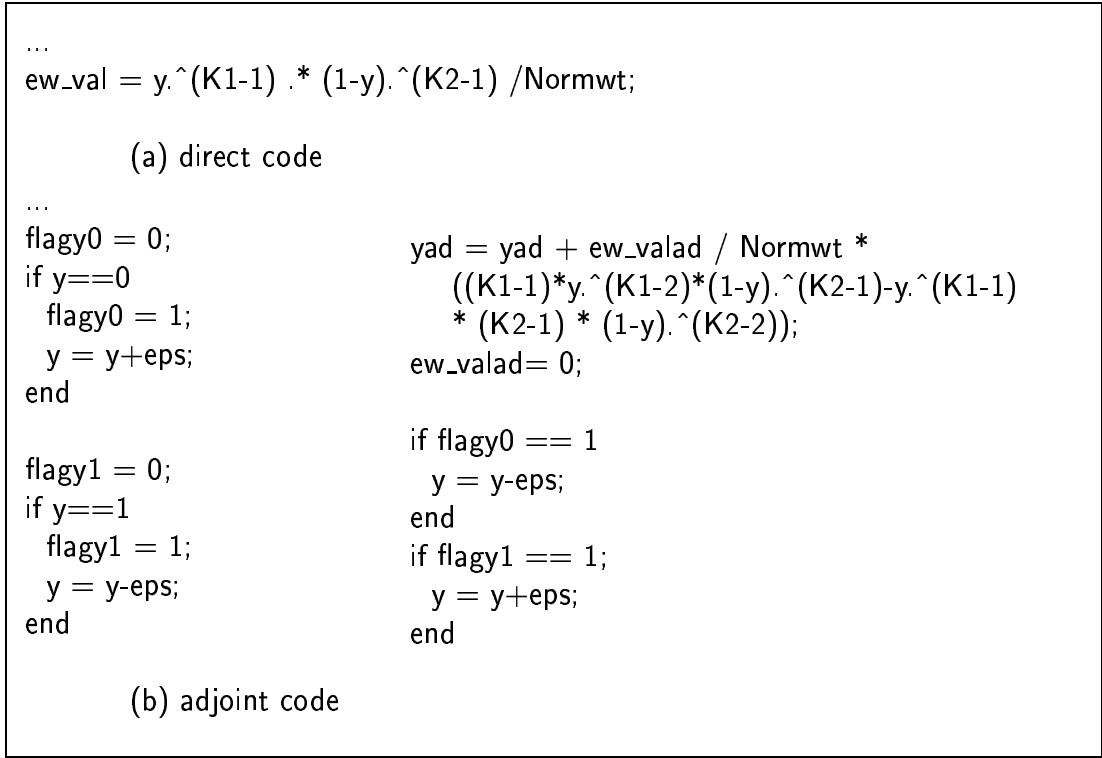 ...
ew_val = y.^(K1-1) .* (1-y).^(K2-1) /Normwt;
(a) direct code
...
flagy0 = 0;
if y==0
flagy0 = 1;
y = y+eps;
end
flagy1 = 0;
if y==1
flagy1 = 1;
y = y-eps;
end
yad = yad + ew_valad / Normwt *
((K1-1)*y.^(K1-2)*(1-y).^(K2-1)-y.^(K1-1)
* (K2-1) * (1-y).^(K2-2));
ew_valad= 0;
if flagy0 == 1
y = y-eps;
end
if flagy1 == 1;
y = y+eps;
end
(b) adjoint code